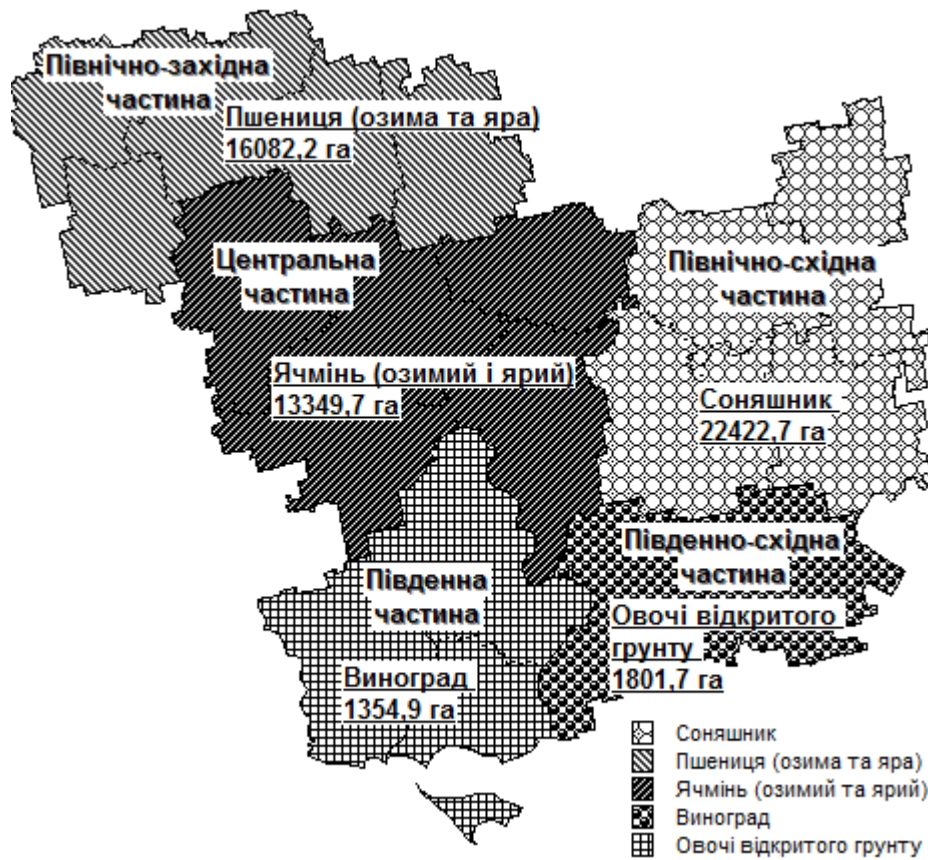 Північно-західна
частина
Пшениця (озима та яра)
16082,2 га
Центральна
частина
Північно-східна
частина
Ячмінь (озимий і ярий)
13349,7 га
Соняшник
22422,7 га
Південно-східна
частина
Південна
частина
Овочі відкритого
грунту
1801,7 га
Виноград
1354,9 га
Соняшник
Пшениця (озима та яра)
Ячмінь (озимий та ярий)
Виноград
Овочі відкритого грунту